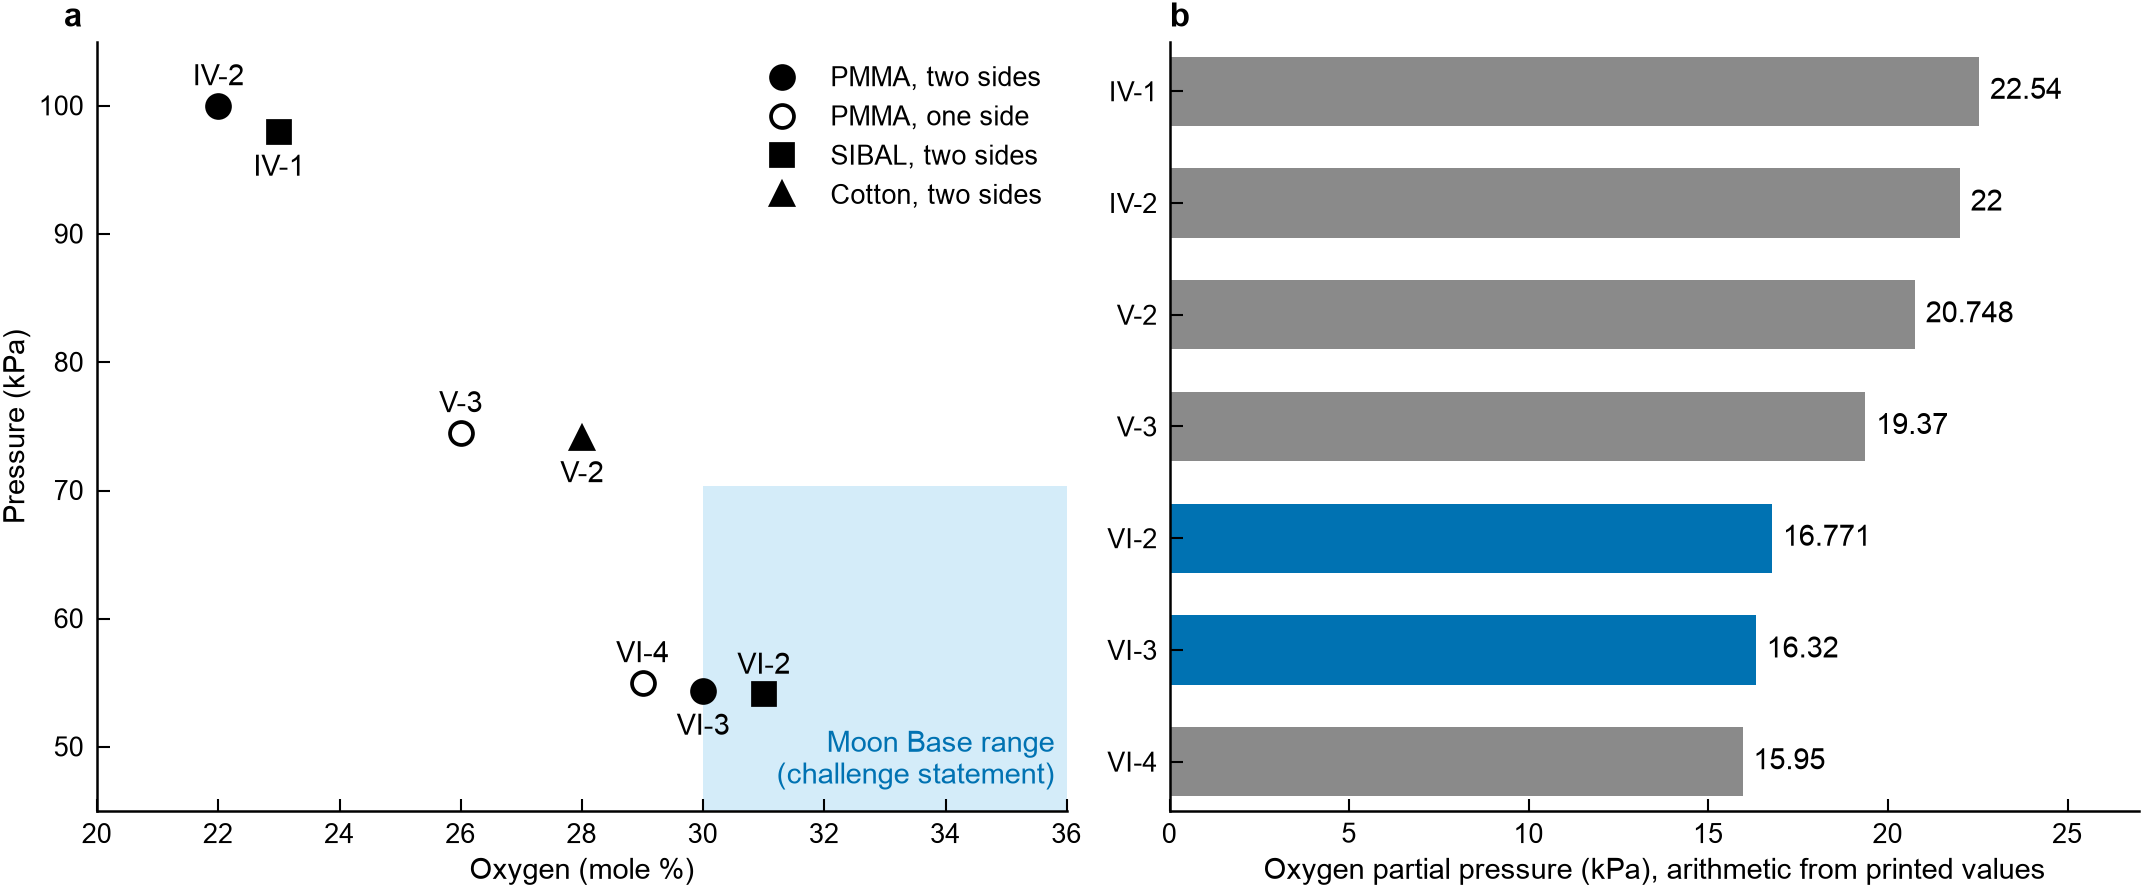 a
IV-2
IV-1
V-3
V-2
VI-4
VI-3
VI-2
PMMA, two sides
PMMA, one side
SIBAL, two sides
Cotton, two sides
Moon Base range
(challenge statement)
Pressure (kPa)
100
90
80
70
60
50
20 22 24 26 28 30 32 34 36
Oxygen (mole %)
b
IV-1 22.54
IV-2 22
V-2 20.748
V-3 19.37
VI-2 16.771
VI-3 16.32
VI-4 15.95
0 5 10 15 20 25
Oxygen partial pressure (kPa), arithmetic from printed values